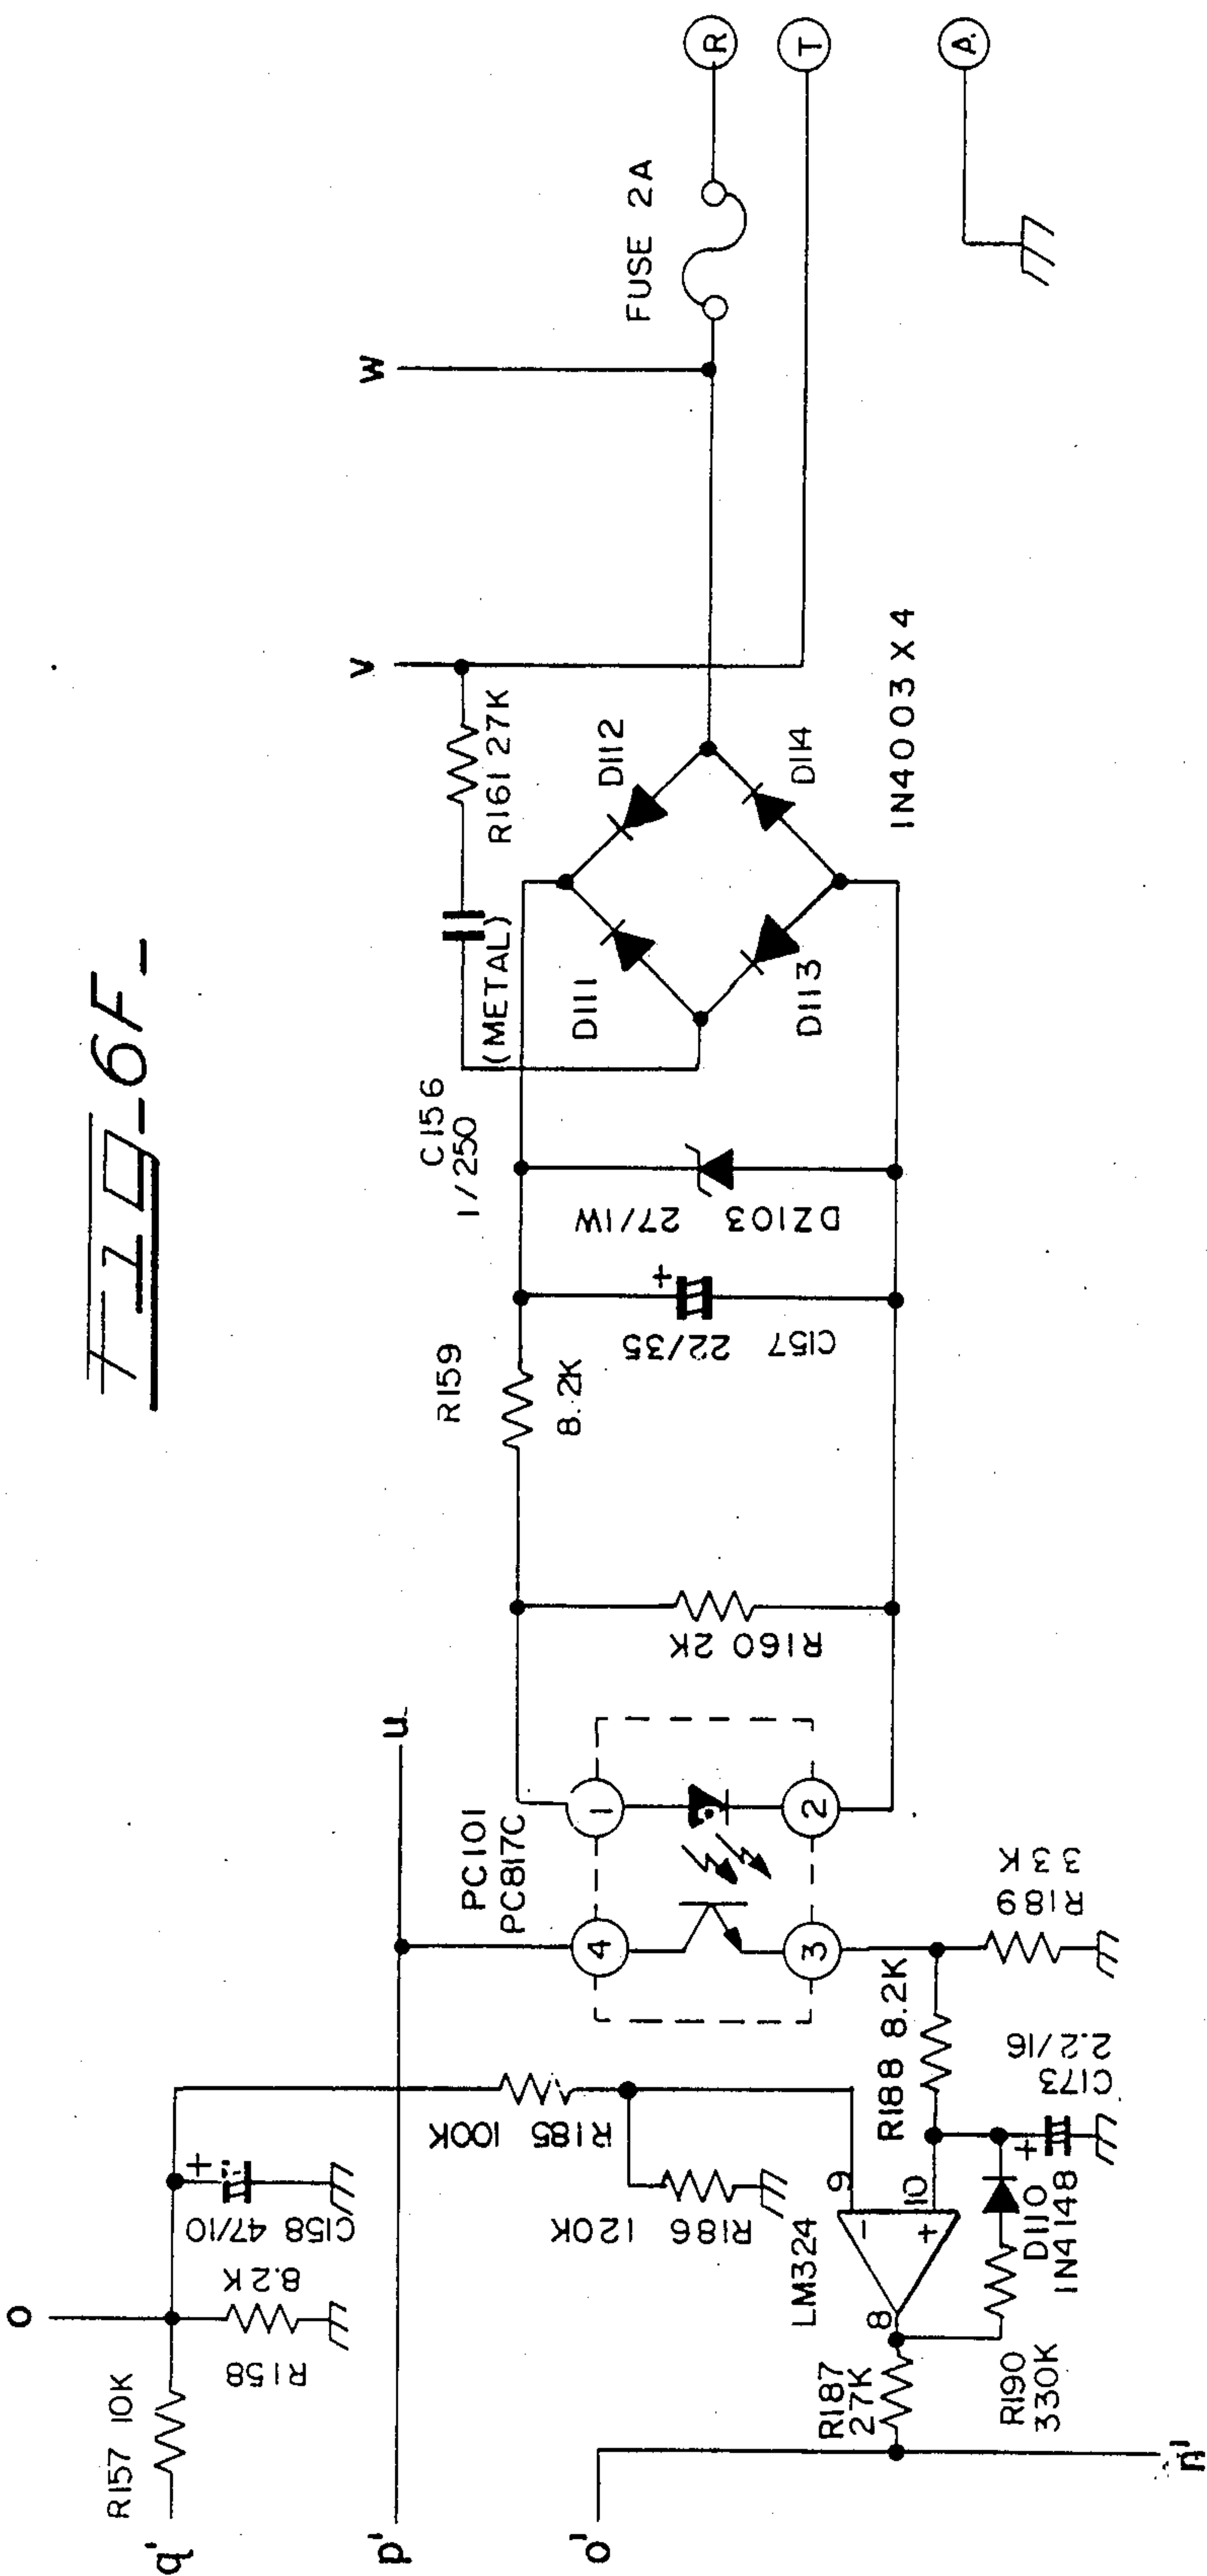 Fig-6F-
R
T
A
FUSE 2A
W
V
R161 27K
C156
1/250
(METAL)
D112
D114
D111
D113
1N4003 X 4
DZ103 27/1W
C157 22/35
R159
8.2K
R160 2K
u
PC101
PC817C
1
2
4
3
R189
33K
R188 8.2K
C173
2.2/16
R185 100K
R186
120K
9
10
8
-
+
LM324
D110
1N4148
R190
330K
R187
27K
C158 47/10
8.2K
R158
R157 10K
o
q'
p'
o'
n'
+
+
+